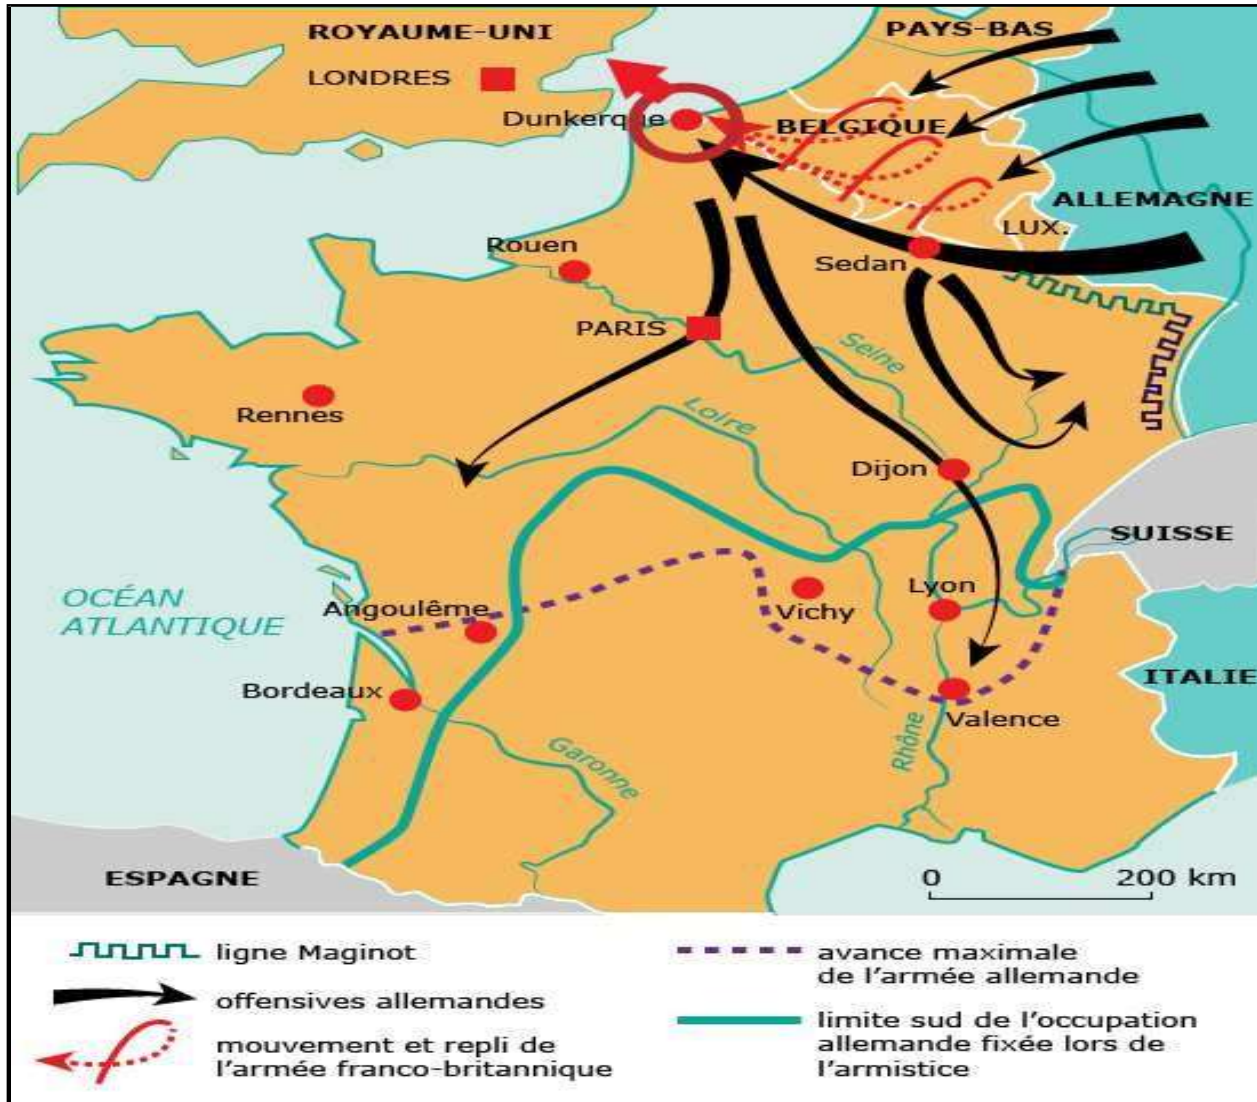 ROYAUME-UNI
PAYS-BAS
LONDRES
Dunkerque
BELGIQUE
ALLEMAGNE
LUX.
Rouen
Sedan
PARIS
Seine
Rennes
Loire
Dijon
SUISSE
OCÉAN
ATLANTIQUE
Angoulême
Vichy
Lyon
Bordeaux
ITALIE
Valence
Garonne
Rhône
ESPAGNE
0 200 km
ligne Maginot
offensives allemandes
mouvement et repli de
l'armée franco-britannique
avance maximale
de l'armée allemande
limite sud de l'occupation
allemande fixée lors de
l'armistice